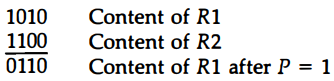 1010 Content of R1
1100 Content of R2
0110 Content of R1 after P = 1